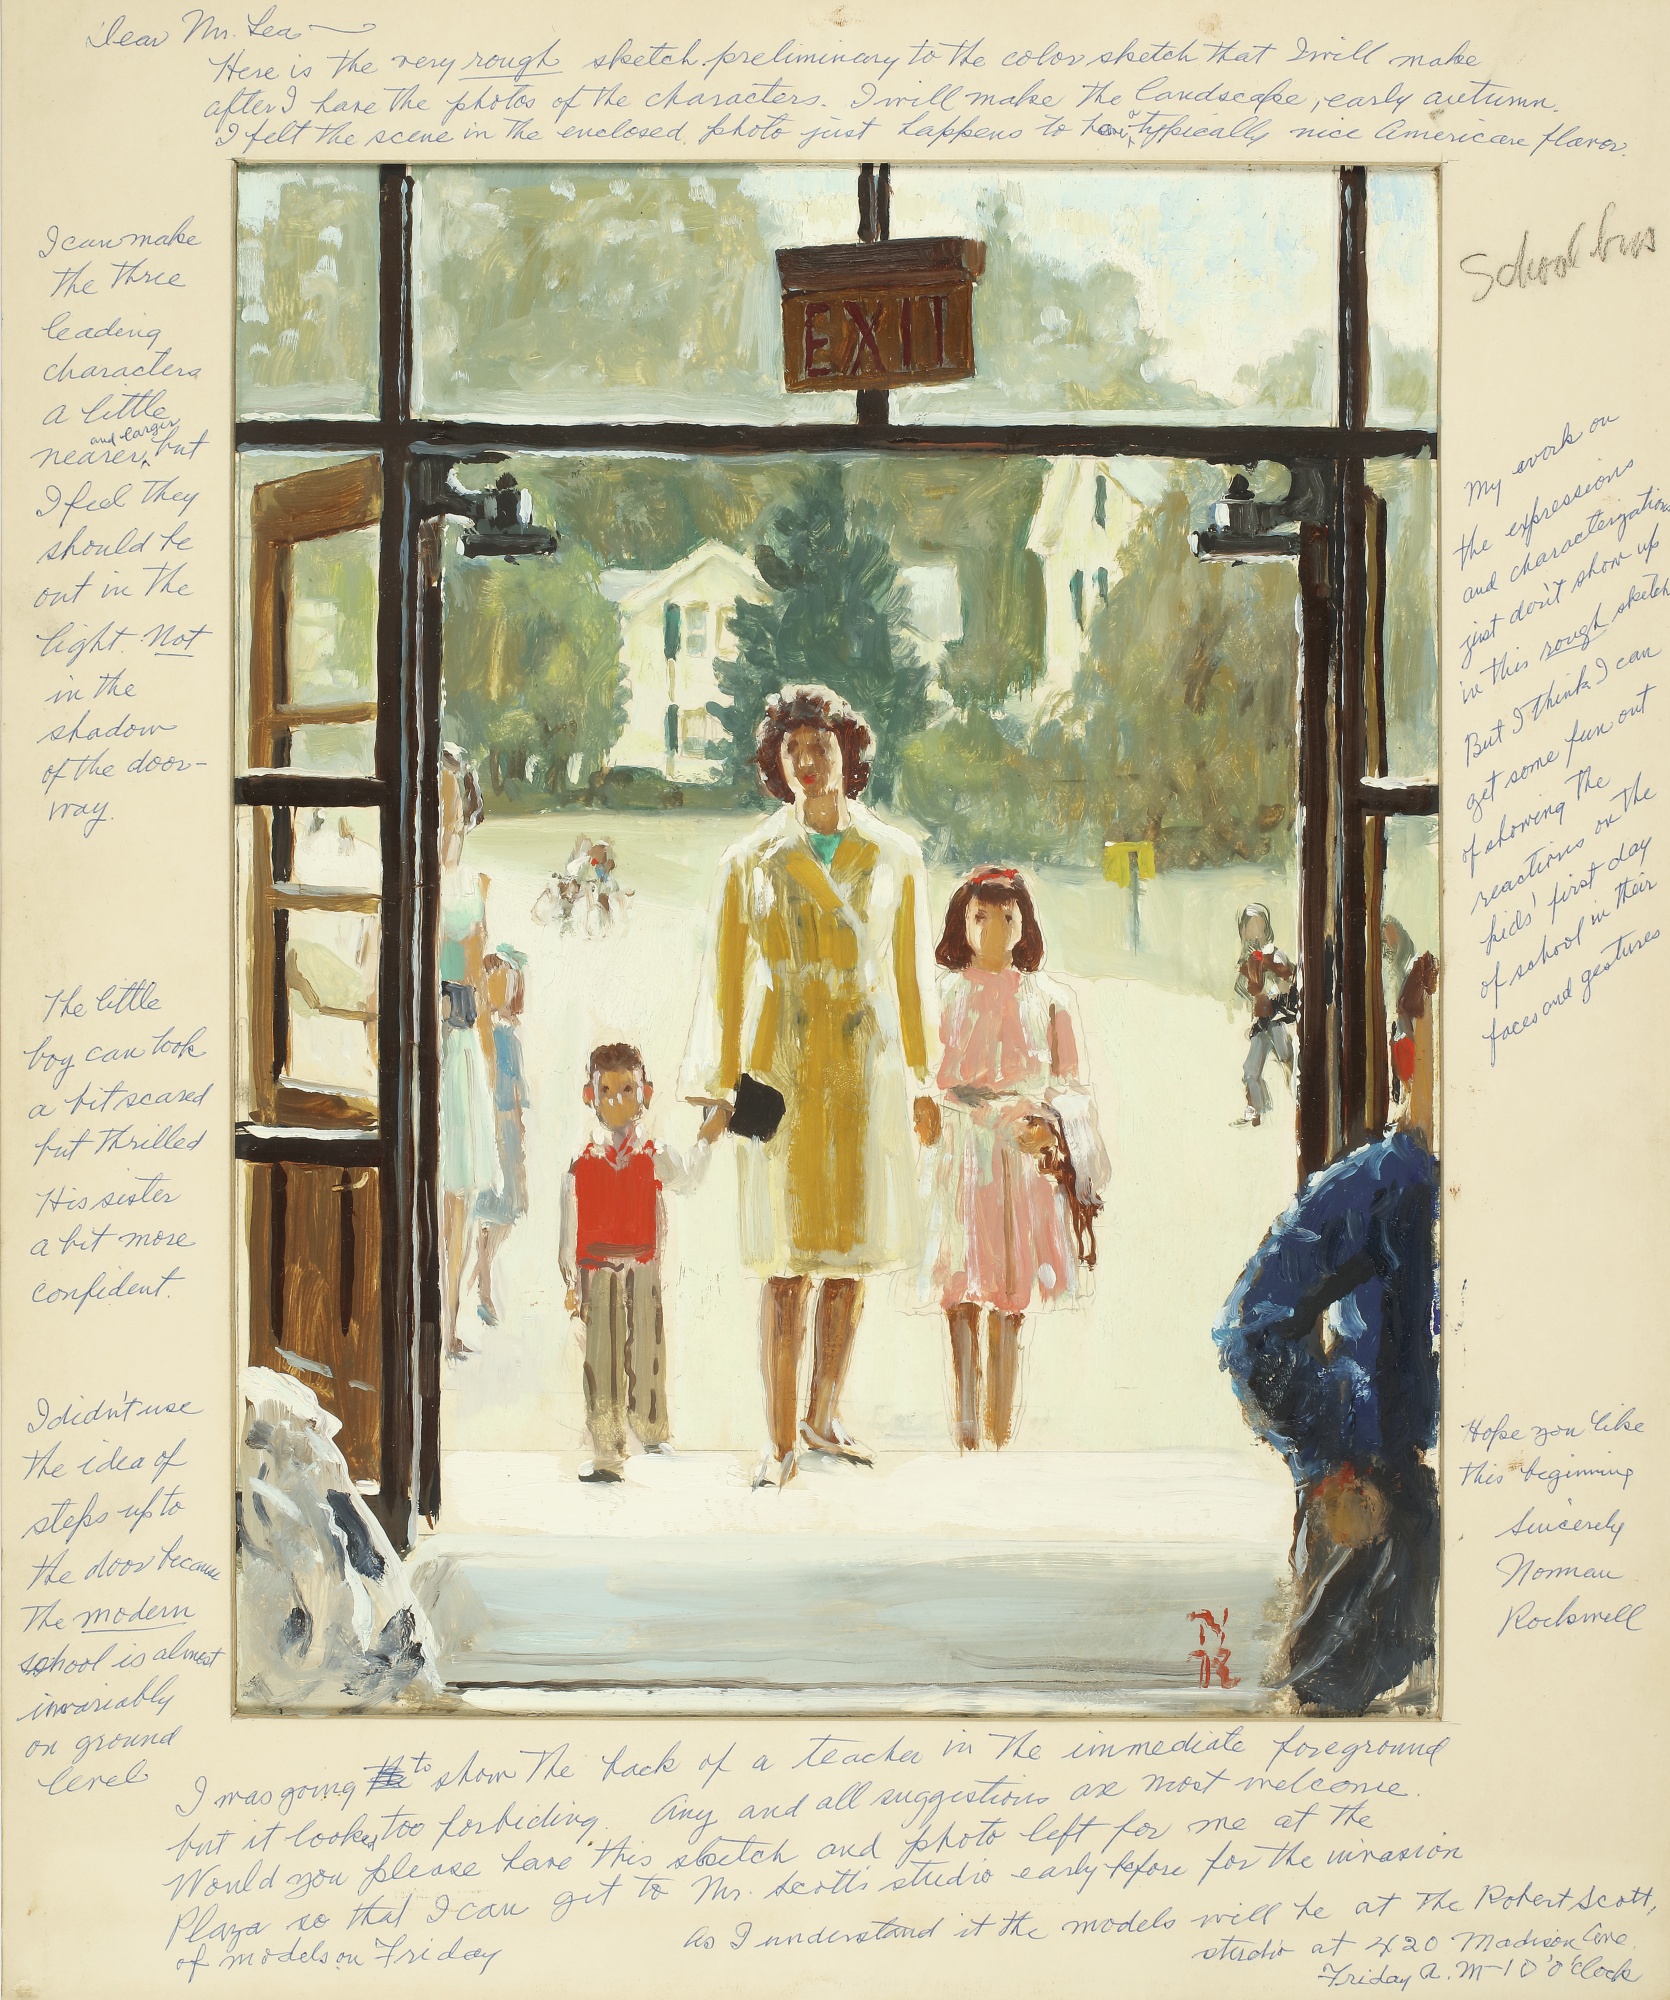 Dear Mr. Lea
Here is the very rough sketch preliminary to the color sketch that I will make
after I have the photos of the characters. I will make the landscape, early autumn.
I felt the scene in the enclosed photo just happens to have a typically nice American flavor.
I can make
the three
leading
characters
a little
nearer, and larger but
I feel they
should be
out in the
light. Not
in the
shadow
of the door-
way.
The little
boy can look
a bit scared
but thrilled
His sister
a bit more
confident.
I didn't use
the idea of
steps up to
the door because
the modern
school is almost
invariably
on ground
level
EXIT
NR
School bus
My work on
the expressions
and characterizations
just don't show up
in this rough sketch
But I think I can
get some fun out
of showing the
reactions on the
kids' first day
of school in their
faces and gestures
Hope you like
this beginning
Sincerely
Norman
Rockwell
I was going to show the back of a teacher in the immediate foreground
but it looked too forbiding. Any and all suggestions are most welcome.
Would you please have this sketch and photo left for me at the
Plaza so that I can get to Mr. Scott's studio early before for the invasion
of models on Friday
As I understand it the models will be at the Robert Scott,
studio at 420 Madison Ave.
Friday A.M - 10 O'clock